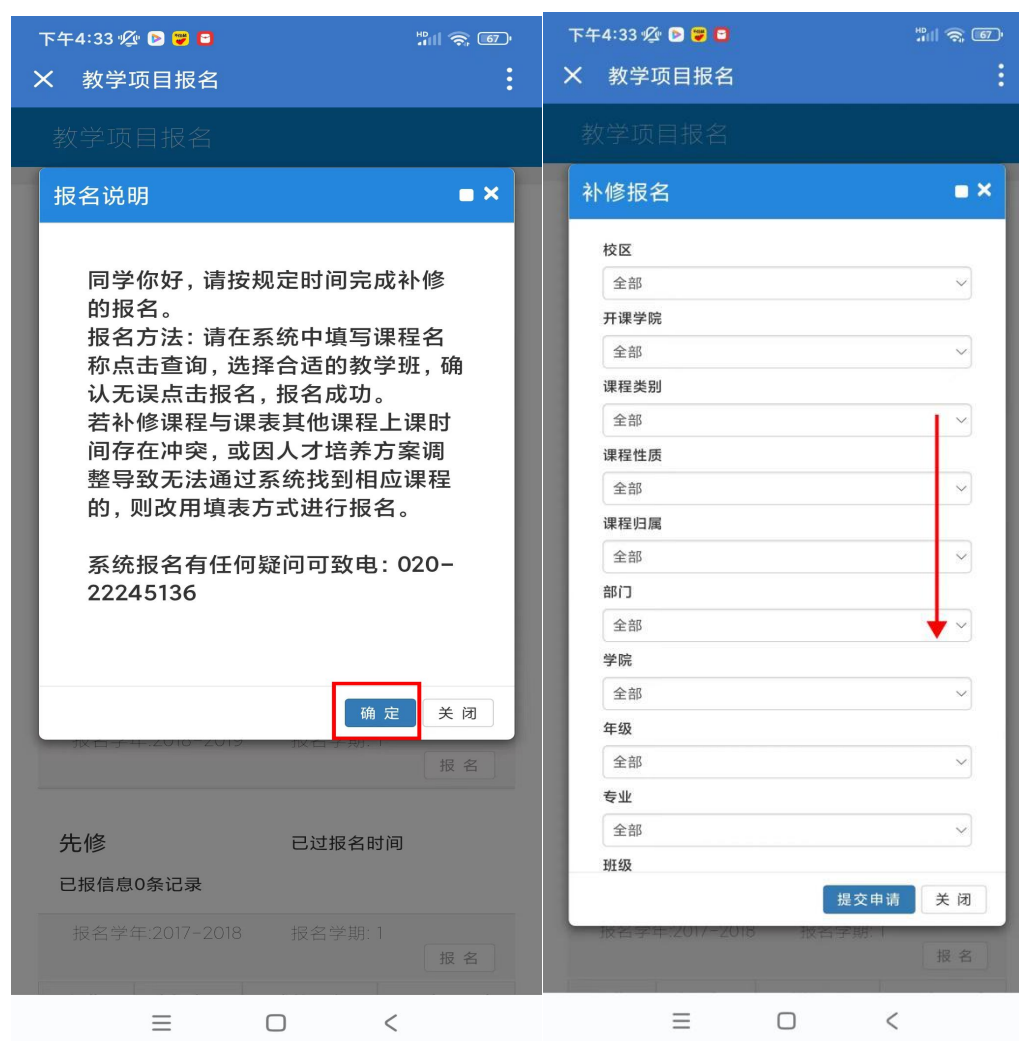 下午4:33
HD
67
教学项目报名
教学项目报名
报名说明
同学你好，请按规定时间完成补修
的报名。
报名方法：请在系统中填写课程名
称点击查询，选择合适的教学班，确
认无误点击报名，报名成功。
若补修课程与课表其他课程上课时
间存在冲突，或因人才培养方案调
整导致无法通过系统找到相应课程
的，则改用填表方式进行报名。
系统报名有任何疑问可致电：020-
22245136
确 定
关 闭
报名学年:2018-2019 报名学期: 1
报 名
先修 已过报名时间
已报信息0条记录
报名学年:2017-2018 报名学期: 1
报 名
下午4:33
HD
67
教学项目报名
教学项目报名
补修报名
校区
全部
开课学院
全部
课程类别
全部
课程性质
全部
课程归属
全部
部门
全部
学院
全部
年级
全部
专业
全部
班级
提交申请
关 闭
报名学年:2017-2018 报名学期: 1
报 名